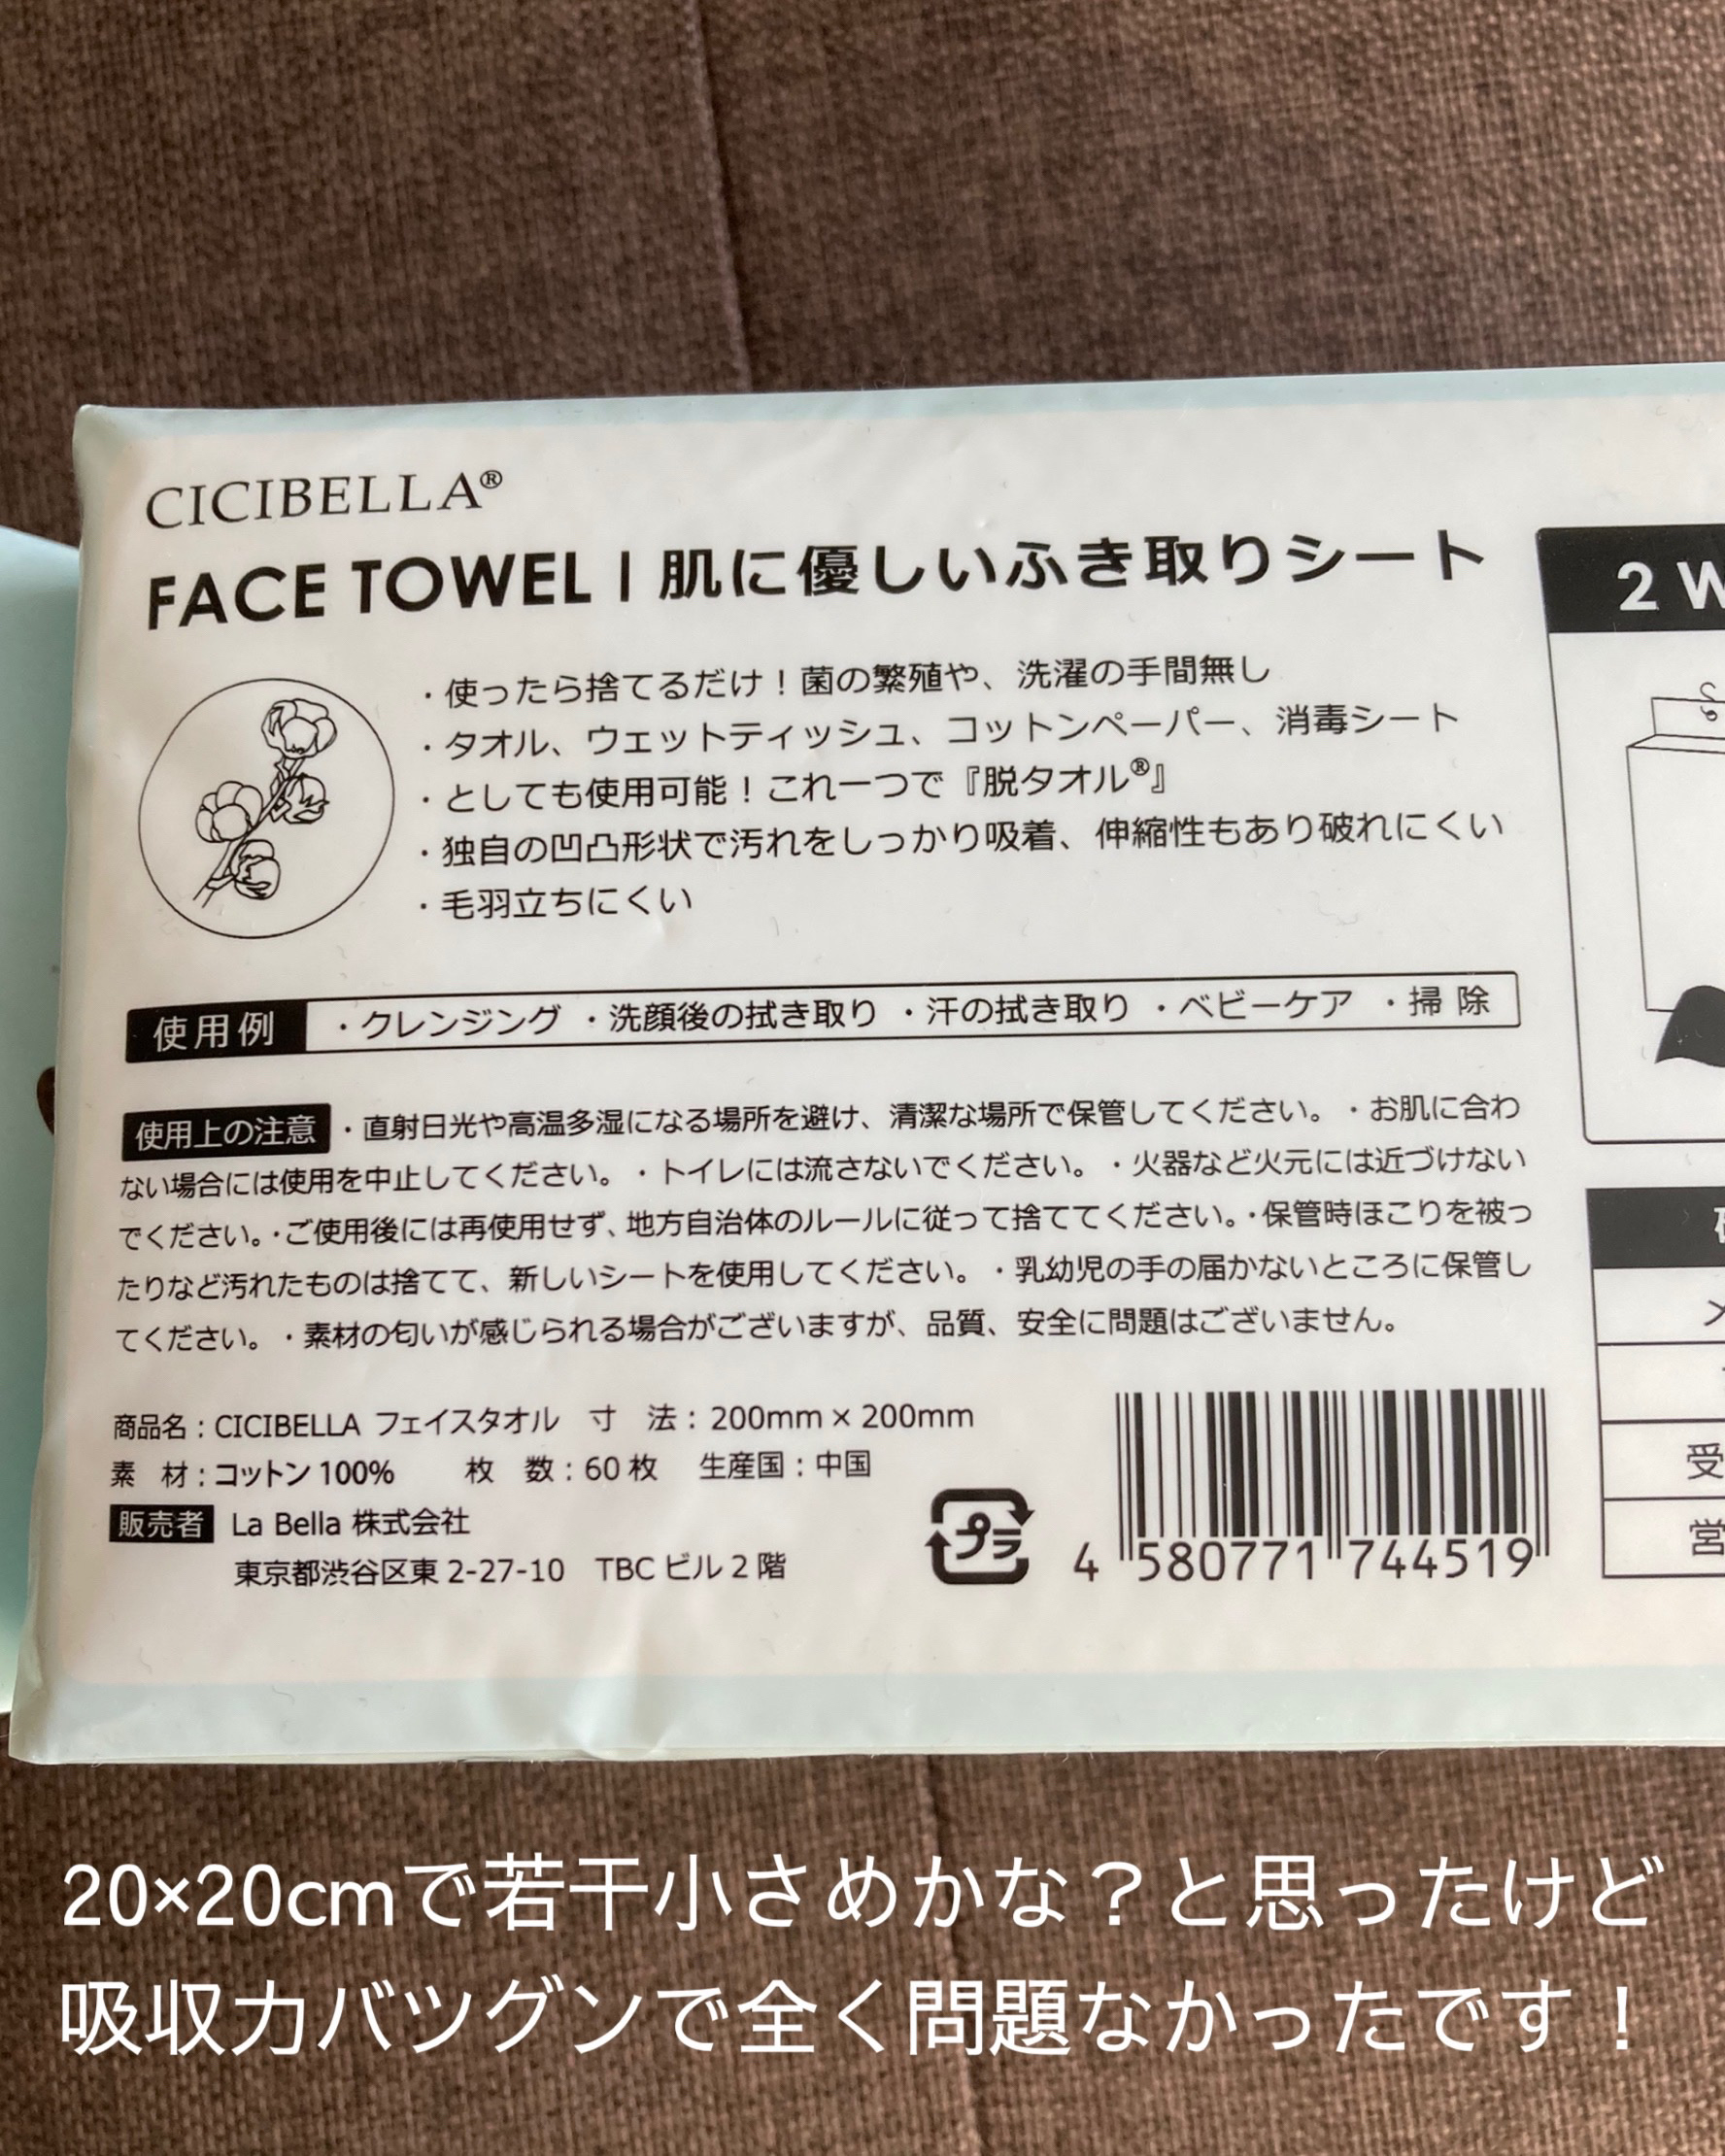 CICIBELLA®
FACE TOWEL | 肌に優しいふき取りシート
・使ったら捨てるだけ！菌の繁殖や、洗濯の手間無し
・タオル、ウェットティッシュ、コットンペーパー、消毒シート
・としても使用可能！これ一つで『脱タオル®』
・独自の凹凸形状で汚れをしっかり吸着、伸縮性もあり破れにくい
・毛羽立ちにくい
使用例 ・クレンジング ・洗顔後の拭き取り ・汗の拭き取り ・ベビーケア ・掃 除
使用上の注意 ・直射日光や高温多湿になる場所を避け、清潔な場所で保管してください。・お肌に合わ
ない場合には使用を中止してください。・トイレには流さないでください。・火器など火元には近づけない
でください。・ご使用後には再使用せず、地方自治体のルールに従って捨ててください。・保管時ほこりを被っ
たりなど汚れたものは捨てて、新しいシートを使用してください。・乳幼児の手の届かないところに保管し
てください。・素材の匂いが感じられる場合がございますが、品質、安全に問題はございません。
商品名：CICIBELLA フェイスタオル 寸 法：200mm × 200mm
素 材：コットン 100% 枚 数：60 枚 生産国：中国
販売者 La Bella 株式会社
東京都渋谷区東 2-27-10 TBC ビル 2 階
プラ
4 580771 744519
2 W
受
営
20×20cmで若干小さめかな？と思ったけど
吸収力バツグンで全く問題なかったです！